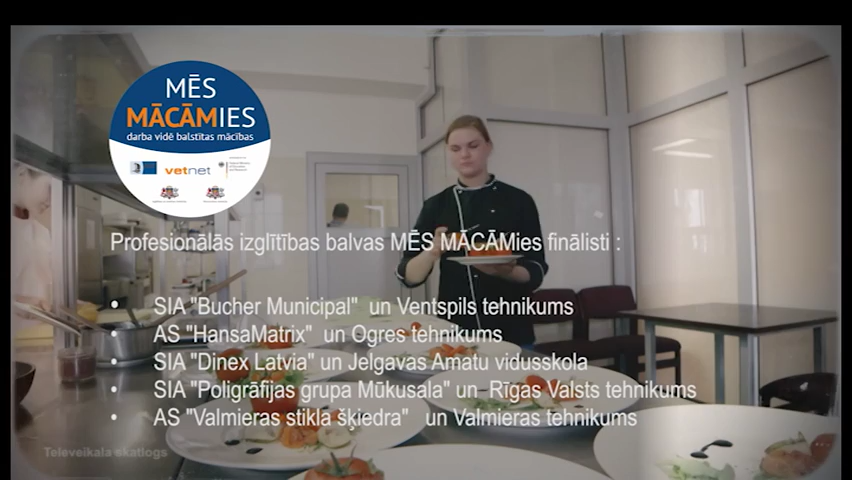 MĒS
MĀCĀMIES
darba vidē balstītas mācības
vetnet
Profesionālās izglītības balvas MĒS MĀCĀMies finālisti :
• SIA "Bucher Municipal" un Ventspils tehnikums
• AS "HansaMatrix" un Ogres tehnikums
• SIA "Dinex Latvia" un Jelgavas Amatu vidusskola
• SIA "Poligrāfijas grupa Mūkusala" un Rīgas Valsts tehnikums
• AS "Valmieras stikla šķiedra" un Valmieras tehnikums
Televeikala skatlogs